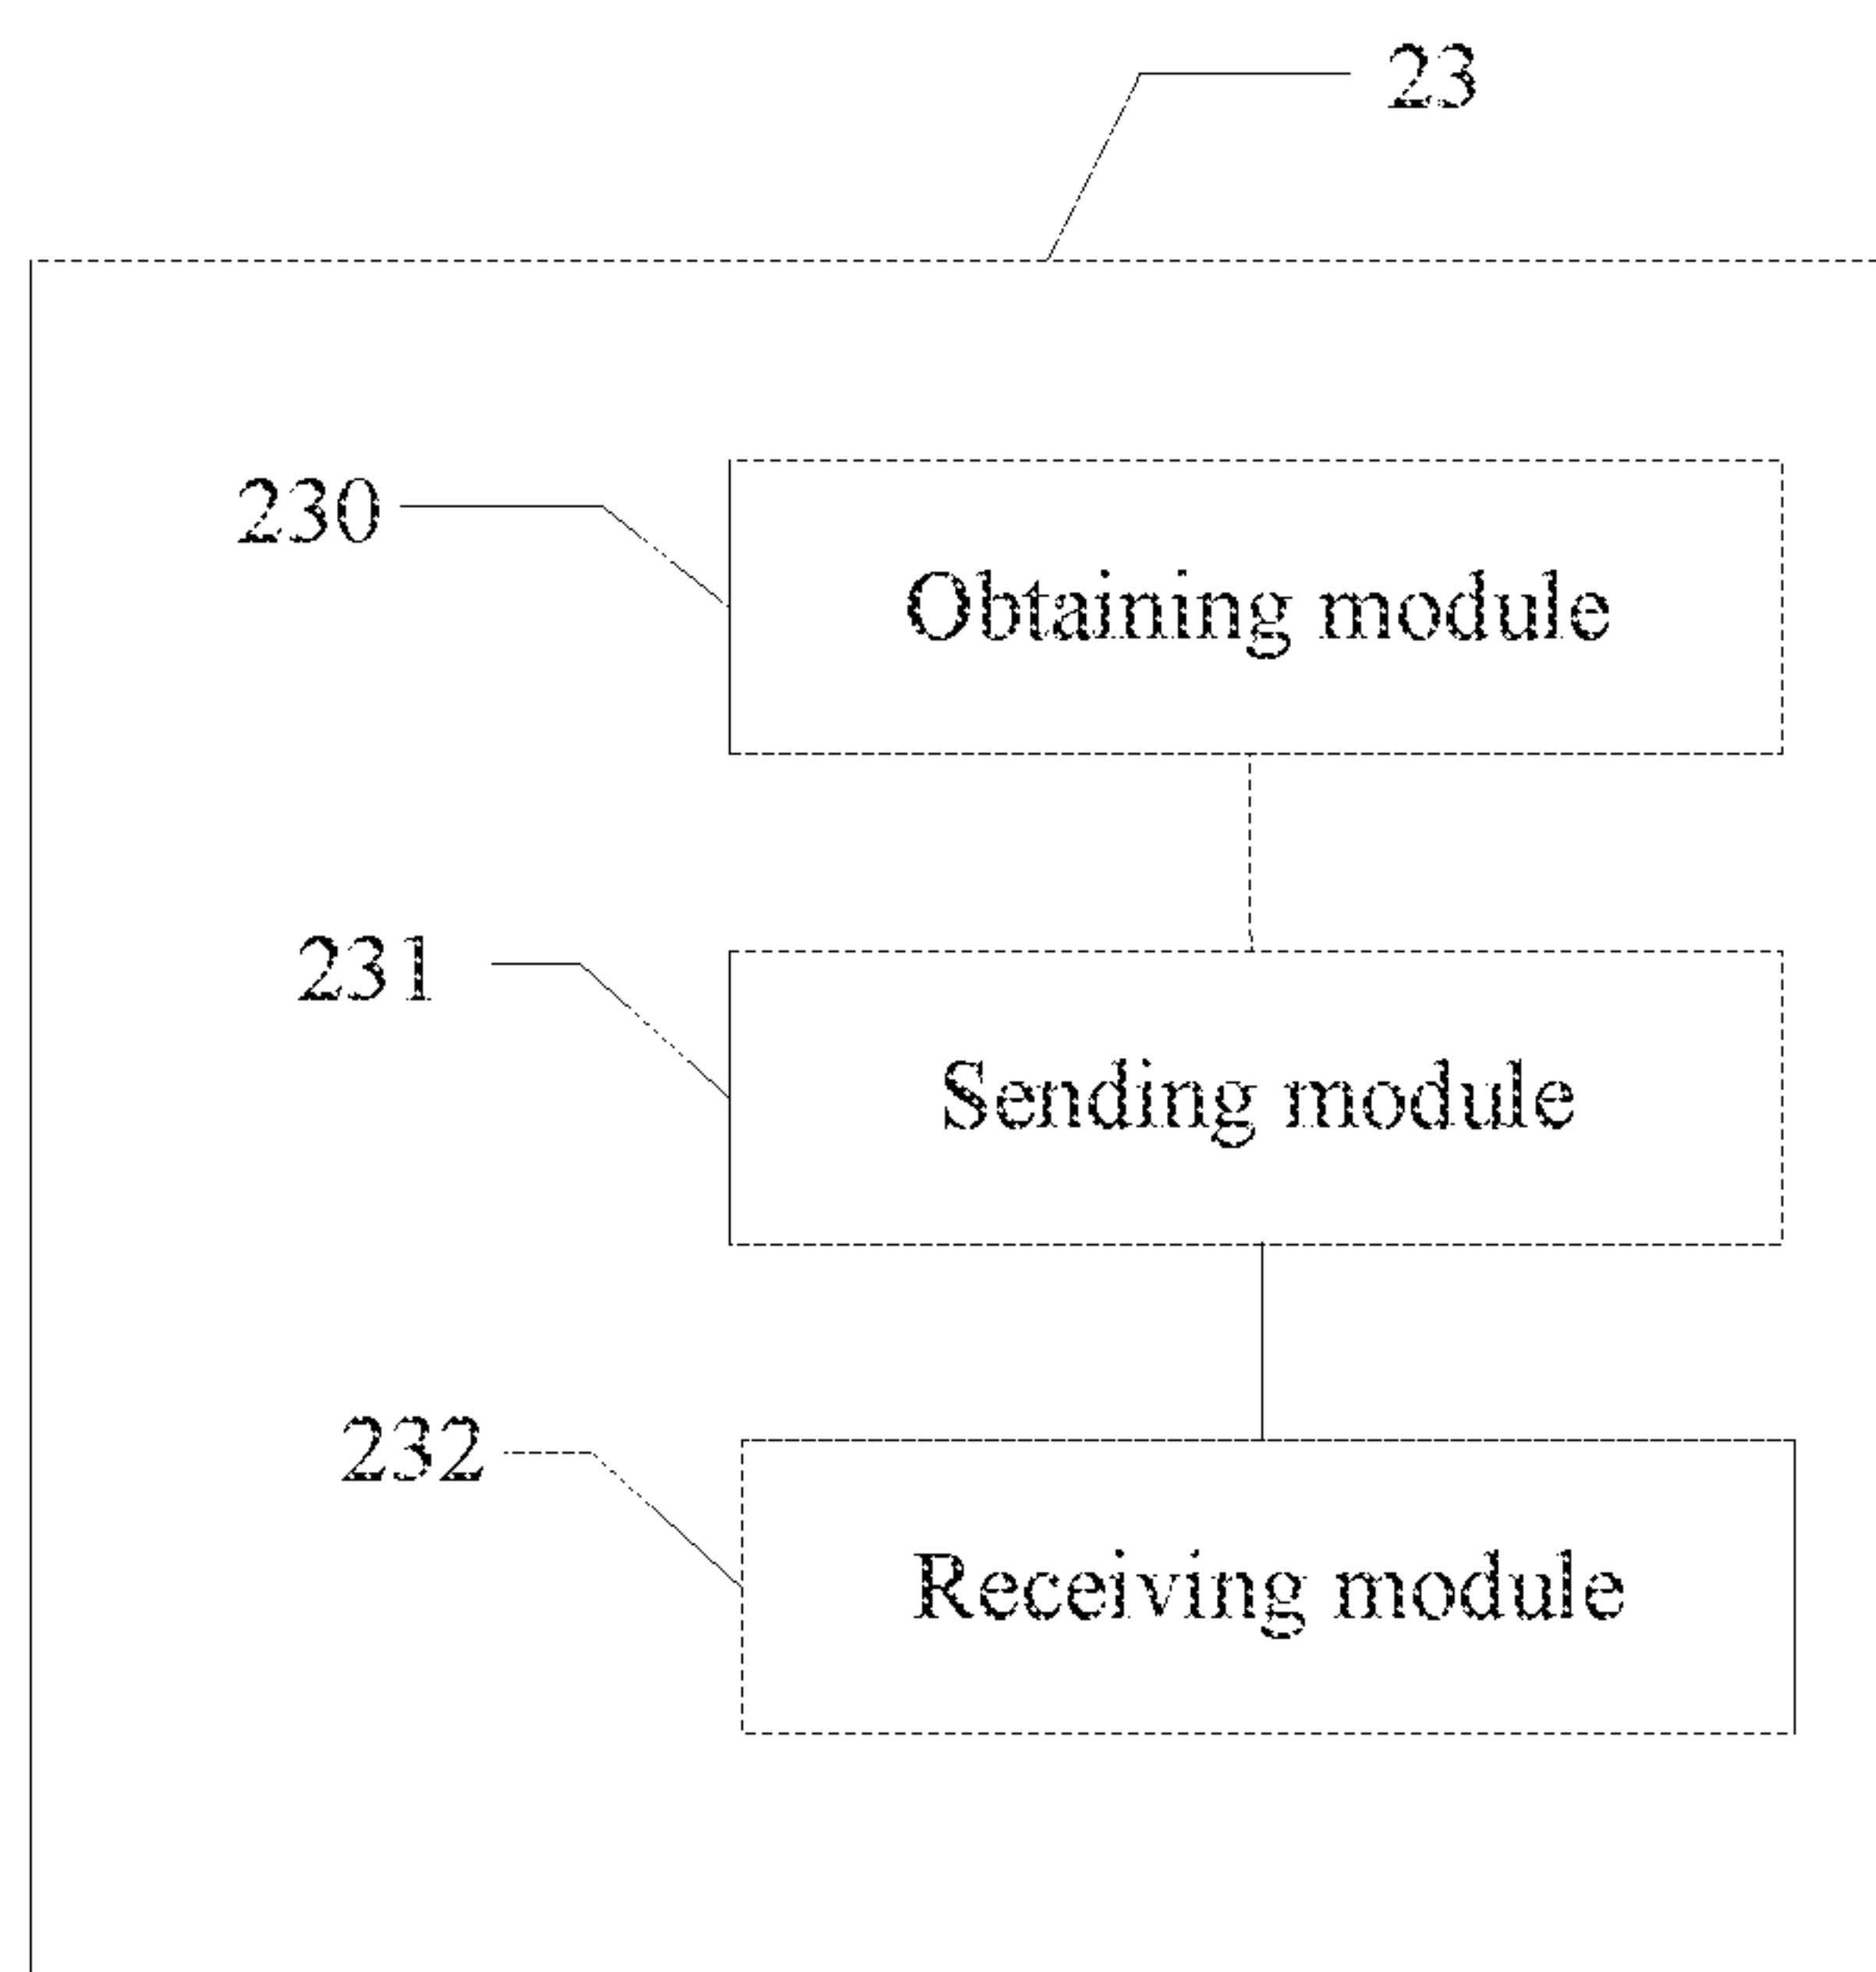 23
230
Obtaining module
231
Sending module
232
Receiving module